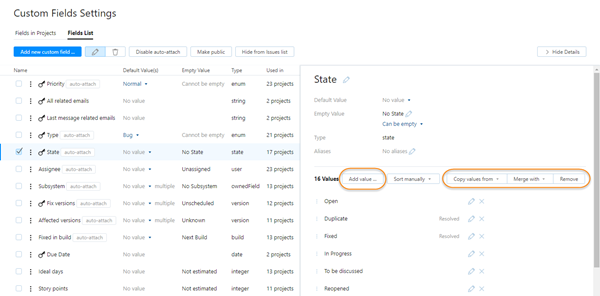 Custom Fields Settings
Fields in Projects Fields List
Add new custom field ... Disable auto-attach Make public Hide from Issues list > Hide Details
Name Default Value(s) Empty Value Type Used in
Priority auto-attach Normal Cannot be empty enum 23 projects
All related emails No value string 2 projects
Last message related emails No value string 2 projects
Type auto-attach Bug Cannot be empty enum 21 projects
State auto-attach No value No State state 17 projects
Assignee auto-attach No value Unassigned user 23 projects
Subsystem auto-attach No value multiple No Subsystem ownedField 13 projects
Fix versions auto-attach No value multiple Unscheduled version 12 projects
Affected versions auto-attach No value multiple Unknown version 11 projects
Fixed in build auto-attach No value Next Build build 13 projects
Due Date No value date 2 projects
Ideal days No value Not estimated integer 1 projects
Story points No value Not estimated integer 1 projects
State
Default Value No value
Empty Value No State
Can be empty
Type state
Aliases No aliases
16 Values Add value ... Sort manually Copy values from Merge with Remove
Open
Duplicate Resolved
Fixed Resolved
In Progress
To be discussed
Reopened